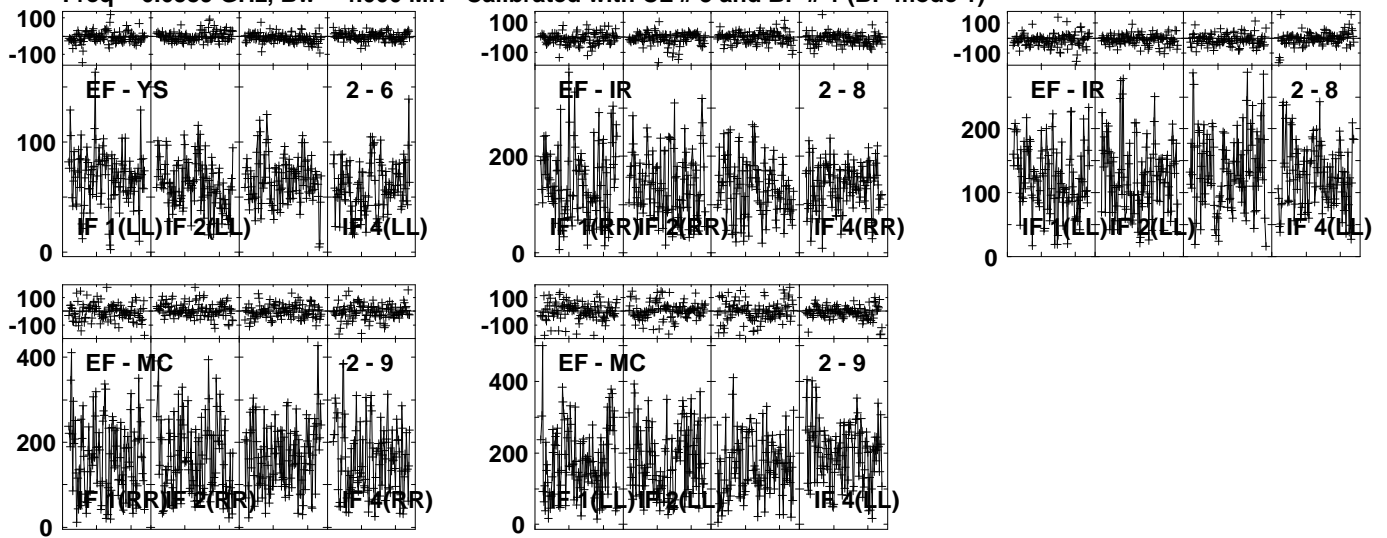 100 100 100
-100 -100 -100
EF - YS 2 - 6 EF - IR 2 - 8 EF - IR 2 - 8
200
100 200
100
IF 1(LL) IF 2(LL) IF 4(LL) IF 1(RR) IF 2(RR) IF 4(RR) IF 1(LL) IF 2(LL) IF 4(LL)
0 0 0
100 100
-100 -100
400 EF - MC 2 - 9 EF - MC 2 - 9
400
300 300
200 200
100 IF 1(RR) IF 2(RR) IF 4(RR) 100 IF 1(LL) IF 2(LL) IF 4(LL)
0 0